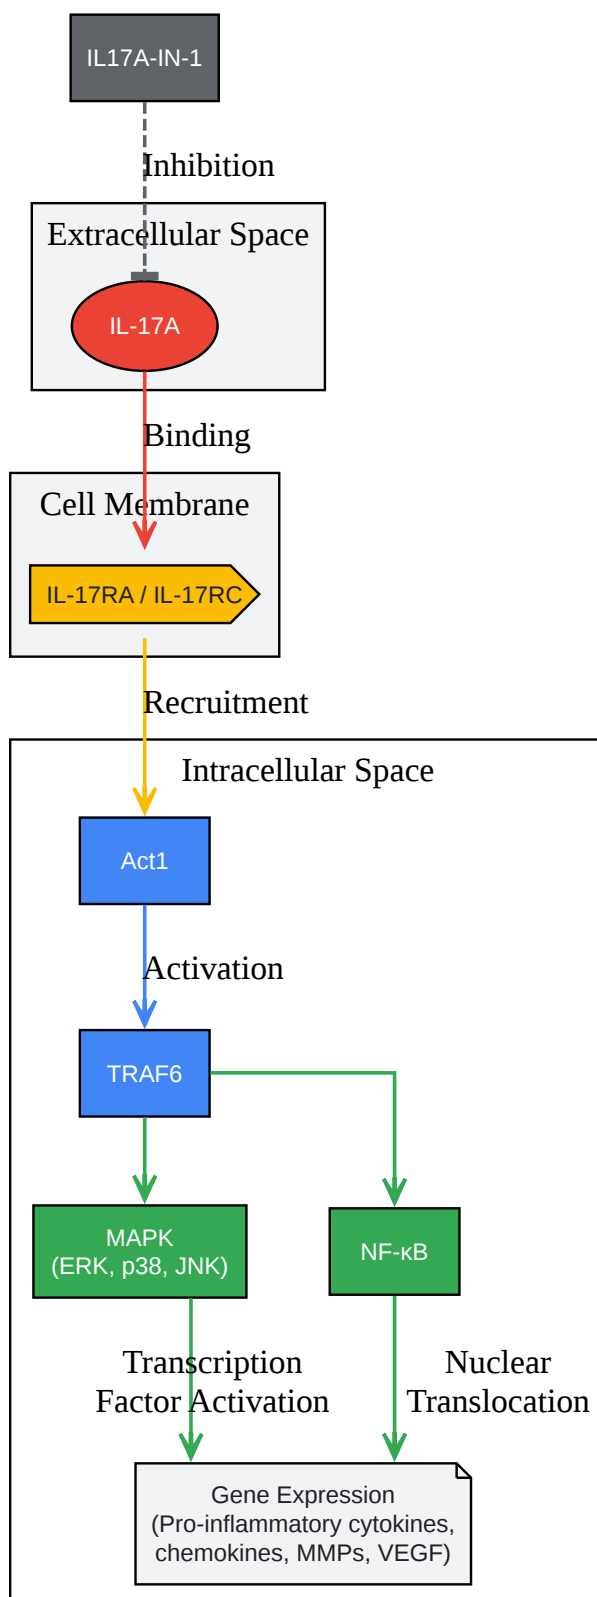 IL17A-IN-1
Inhibition
Extracellular Space
IL-17A
Binding
Cell Membrane
IL-17RA / IL-17RC
Recruitment
Intracellular Space
Act1
Activation
TRAF6
MAPK
(ERK, p38, JNK)
NF-κB
Transcription
Factor Activation
Nuclear
Translocation
Gene Expression
(Pro-inflammatory cytokines,
chemokines, MMPs, VEGF)